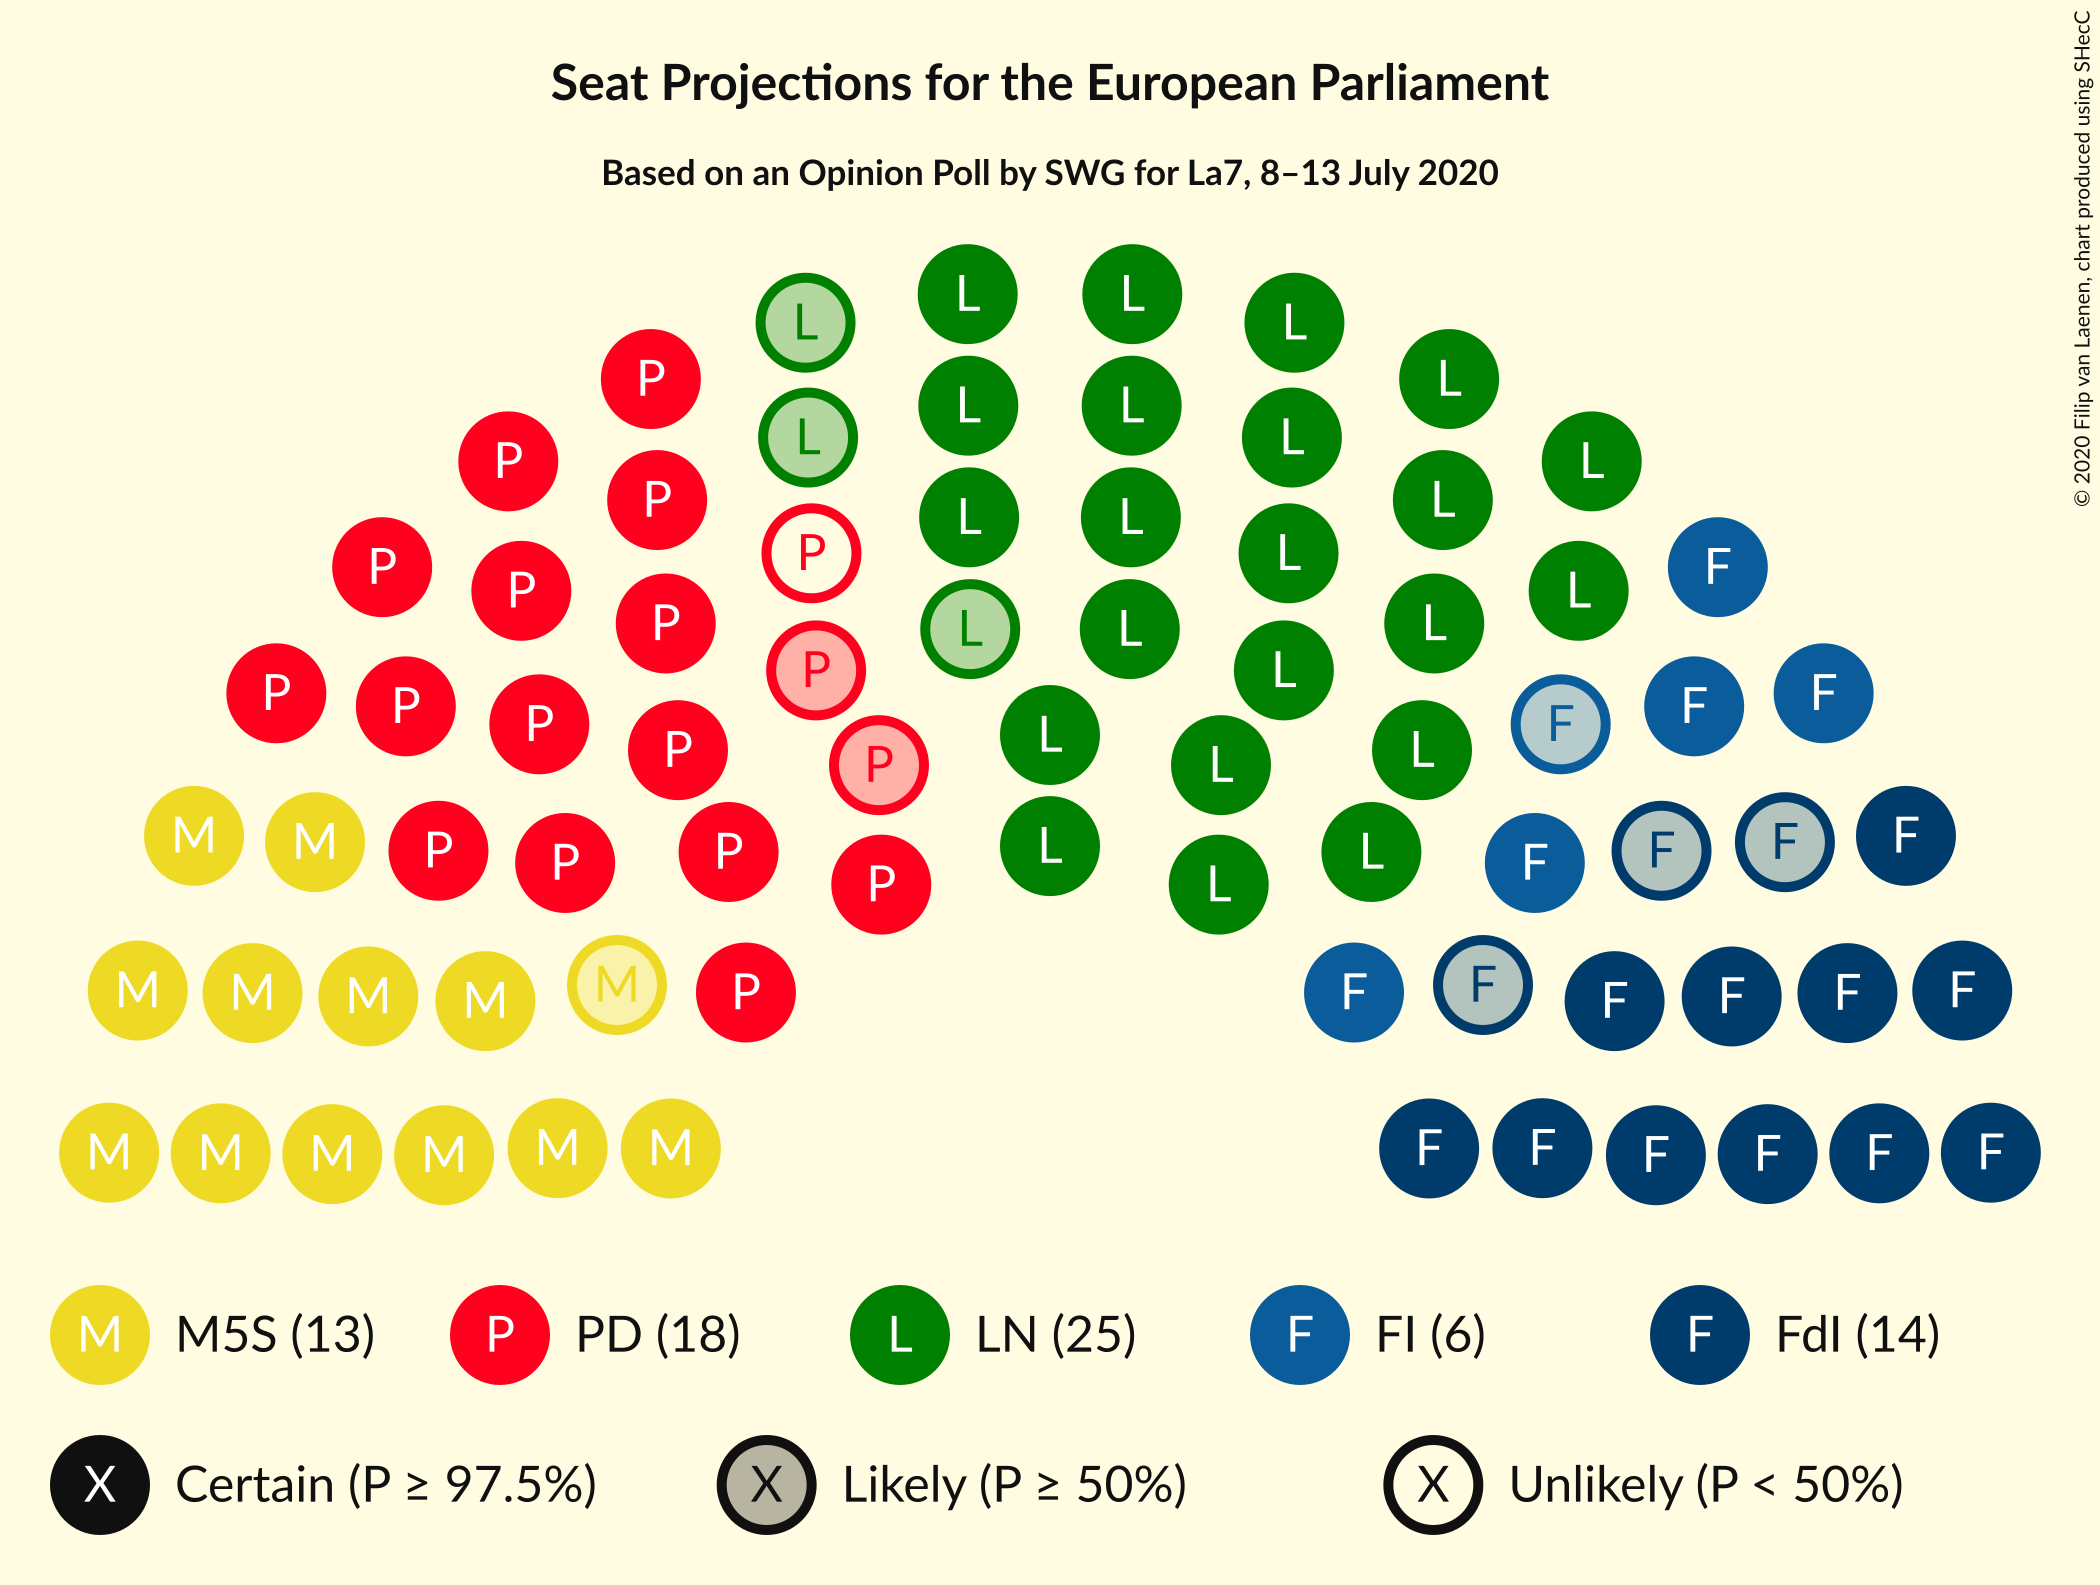 Seat Projections for the European Parliament
Based on an Opinion Poll by SWG for La7, 8–13 July 2020
© 2020 Filip van Laenen, chart produced using SHecC
L L L L
P L
L L L L
P L
P P L
L L L
P P L F
P P L
L L L
P P L F F
P P F F
P L L
P L
M M P P P L L F F F F
P L L
M M M M M P F F F F F F
M M M M M M F F F F F F
M M5S (13) P PD (18) L LN (25) F FI (6) F FdI (14)
X Certain (P ≥ 97.5%) X Likely (P ≥ 50%) X Unlikely (P < 50%)